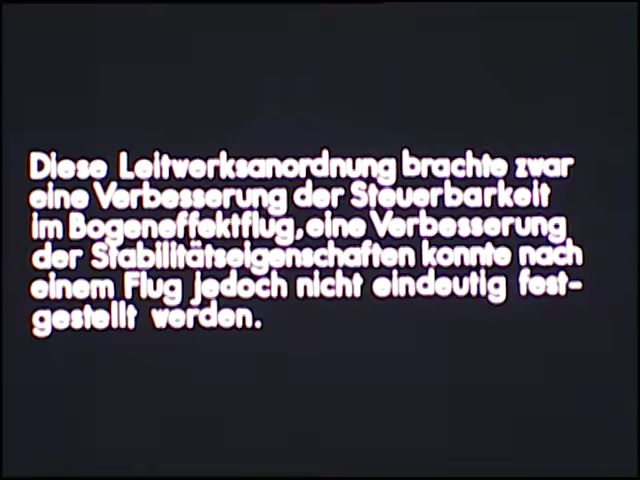 Diese Leitwerksanordnung brachte zwar
eine Verbesserung der Steuerbarkeit
im Bogeneffektflug, eine Verbesserung
der Stabilitätseigenschaften konnte nach
einem Flug jedoch nicht eindeutig fest-
gestellt werden.